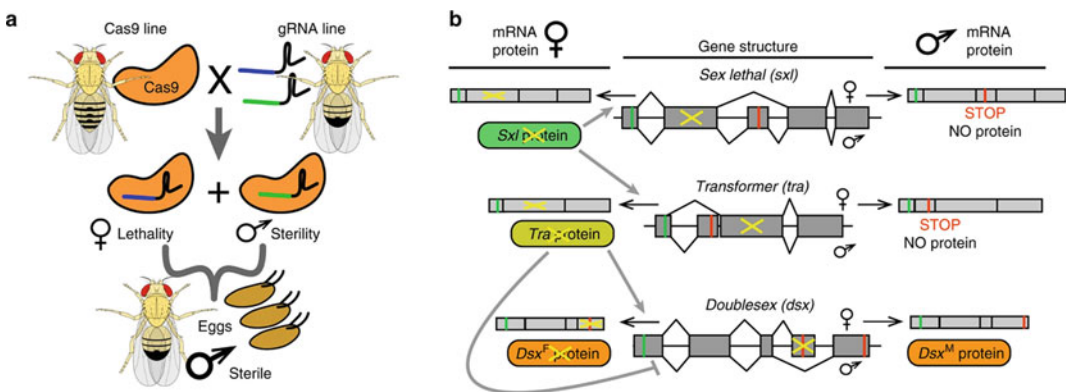 a
Cas9 line
gRNA line
Cas9
X
+
♀ Lethality
♂ Sterility
Eggs
♂ Sterile
b
mRNA
protein ♀
Gene structure
♂ mRNA
protein
Sex lethal (sxl)
♀
♂
STOP
NO protein
Sxl protein
Transformer (tra)
♀
♂
STOP
NO protein
Tra protein
Doublesex (dsx)
♀
♂
Dsx^F protein
Dsx^M protein